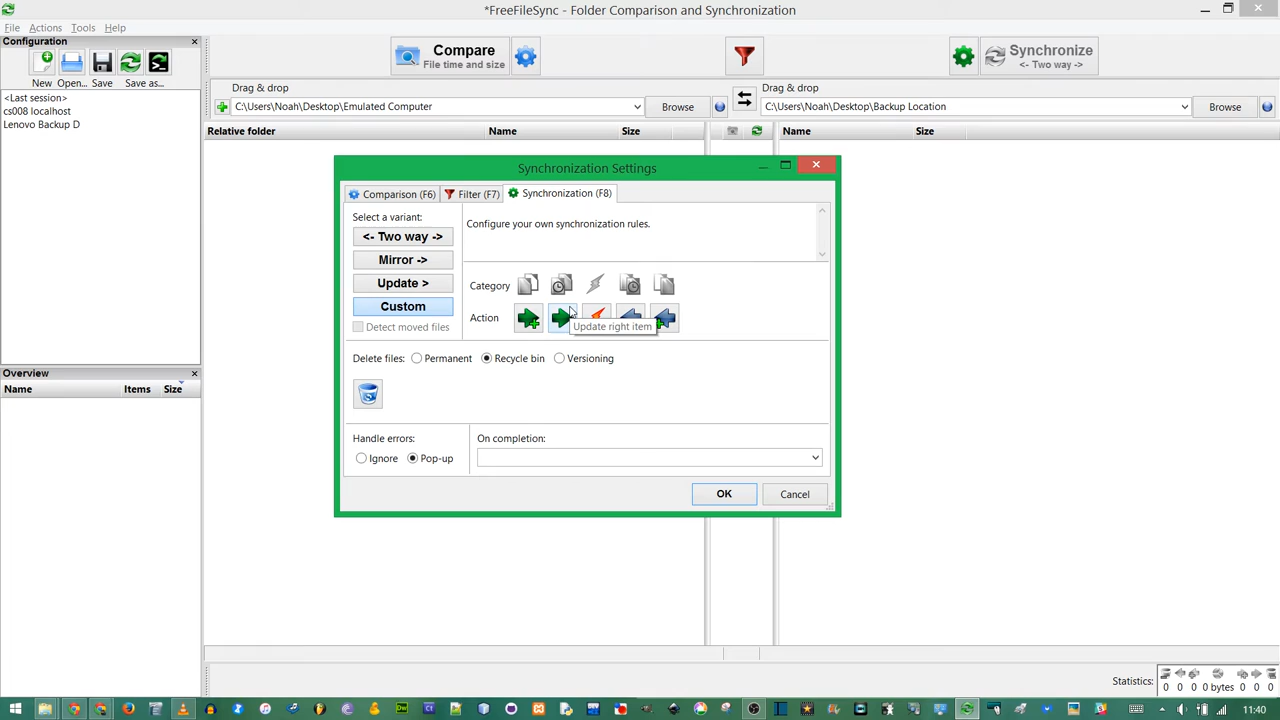 *FreeFileSync - Folder Comparison and Synchronization
File Actions Tools Help
Configuration
New Open... Save Save as...
<Last session>
cs008 localhost
Lenovo Backup D
Overview
Name Items Size
Compare
File time and size
Synchronize
<- Two way ->
Drag & drop
C:\Users\Noah\Desktop\Emulated Computer
Browse
Drag & drop
C:\Users\Noah\Desktop\Backup Location
Browse
Relative folder Name Size
Name Size
Synchronization Settings
Comparison (F6) Filter (F7) Synchronization (F8)
Select a variant:
<- Two way ->
Mirror ->
Update >
Custom
Detect moved files
Configure your own synchronization rules.
Category
Action
Update right item
Delete files: Permanent Recycle bin Versioning
Handle errors:
Ignore Pop-up
On completion:
OK Cancel
Statistics:
0 0 0 0 bytes 0 0 0
11:40